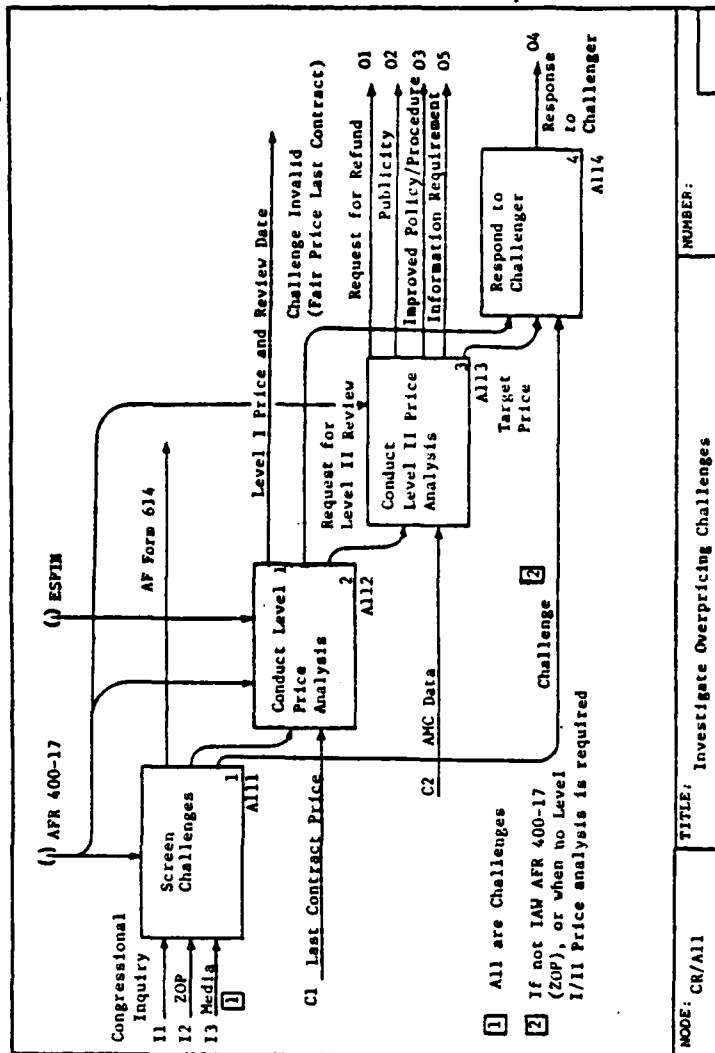 (.) AFR 400-17
(.) ESPIM
Congressional
Inquiry
I1
I2 ZOP
I3 Media
1
Screen
Challenges
1
A111
AF Form 614
Level I Price and Review Date
C1 Last Contract Price
Conduct Level 1
Price
Analysis
2
A112
Challenge Invalid
(Fair Price Last Contract)
Request for
Level II Review
C2 AMC Data
Conduct
Level II Price
Analysis
3
A113
Target
Price
Request for Refund O1
Publicity O2
Improved Policy/Procedure O3
Information Requirement O5
Challenge 2
Respond to
Challenger
4
A114
O4
Response
to
Challenger
1 All are Challenges
2 If not IAW AFR 400-17
(ZOP), or when no Level
I/II Price analysis is required
NODE: CR/A11
TITLE: Investigate Overpricing Challenges
NUMBER: